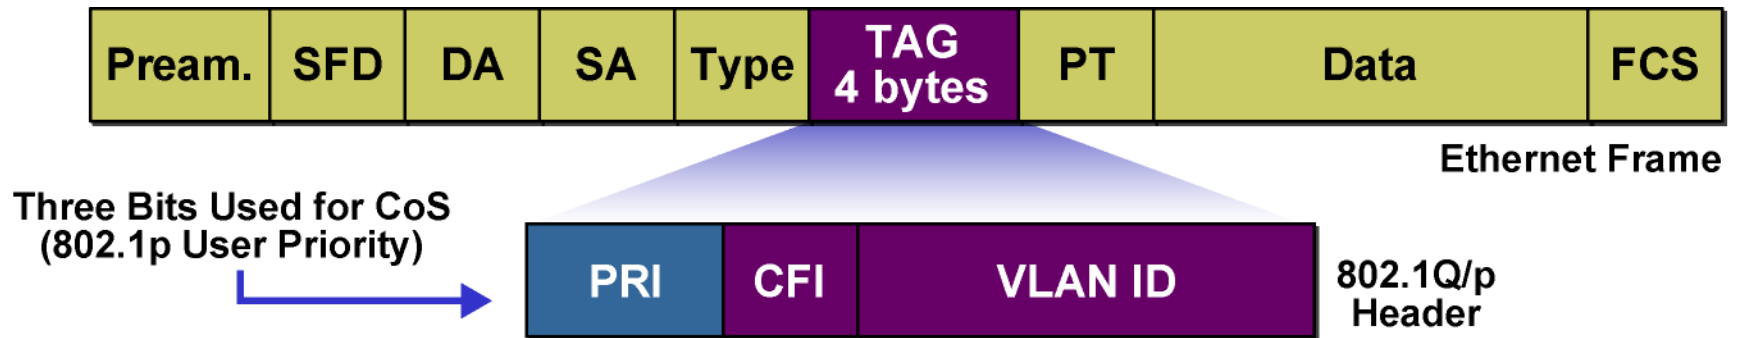 Pream. SFD DA SA Type TAG PT Data FCS
4 bytes
Ethernet Frame
Three Bits Used for CoS
(802.1p User Priority)
PRI CFI VLAN ID
802.1Q/p
Header